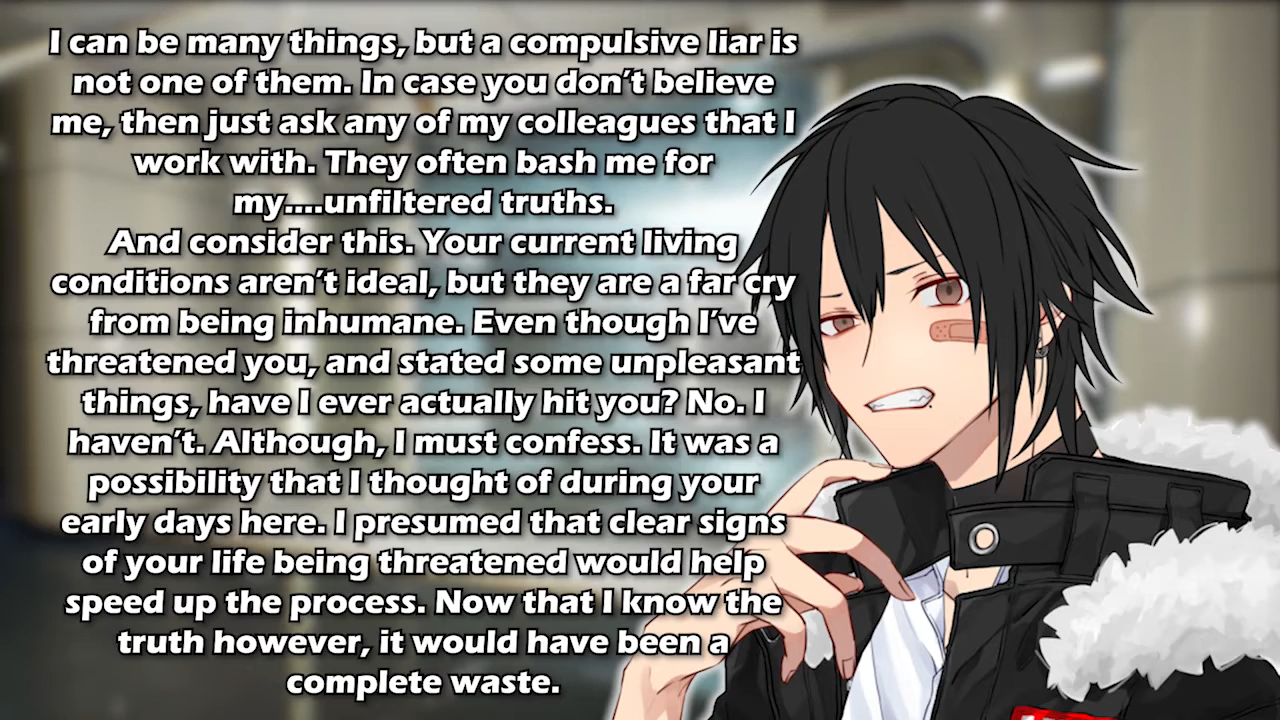 I can be many things, but a compulsive liar is
not one of them. In case you don't believe
me, then just ask any of my colleagues that I
work with. They often bash me for
my....unfiltered truths.
And consider this. Your current living
conditions aren't ideal, but they are a far cry
from being inhumane. Even though I've
threatened you, and stated some unpleasant
things, have I ever actually hit you? No. I
haven't. Although, I must confess. It was a
possibility that I thought of during your
early days here. I presumed that clear signs
of your life being threatened would help
speed up the process. Now that I know the
truth however, it would have been a
complete waste.